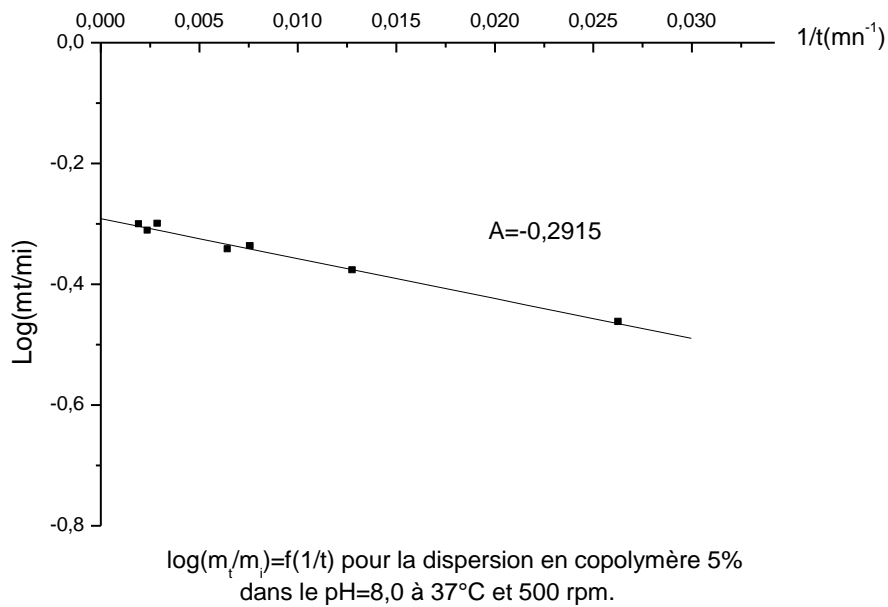 0,000 0,005 0,010 0,015 0,020 0,025 0,030
1/t(mn⁻¹)
0,0
-0,2
-0,4
-0,6
-0,8
Log(mt/mi)
A=-0,2915
log(m_t/m_i)=f(1/t) pour la dispersion en copolymère 5%
dans le pH=8,0 à 37°C et 500 rpm.